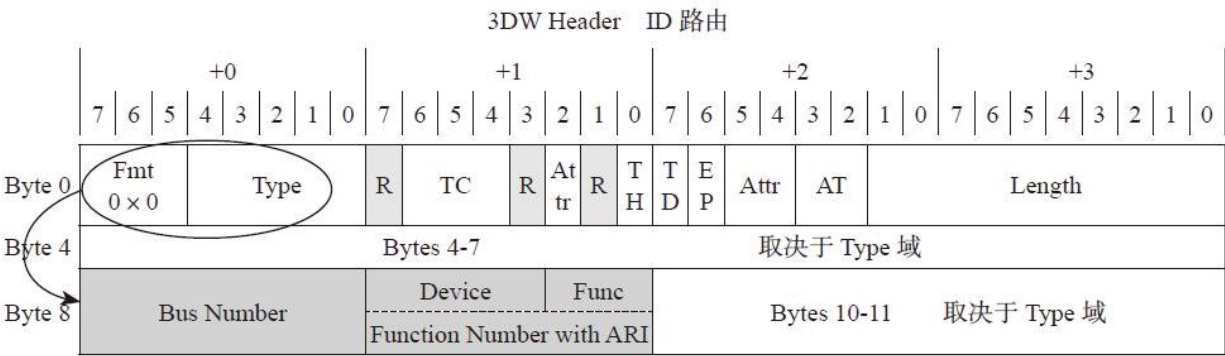 3DW Header ID 路由
+0 +1 +2 +3
7 6 5 4 3 2 1 0 7 6 5 4 3 2 1 0 7 6 5 4 3 2 1 0 7 6 5 4 3 2 1 0
Byte 0 Fmt 0 × 0 Type R TC R Attr R TH TD EP Attr AT Length
Byte 4 Bytes 4-7 取决于 Type 域
Byte 8 Bus Number Device Func Bytes 10-11 取决于 Type 域
Function Number with ARI